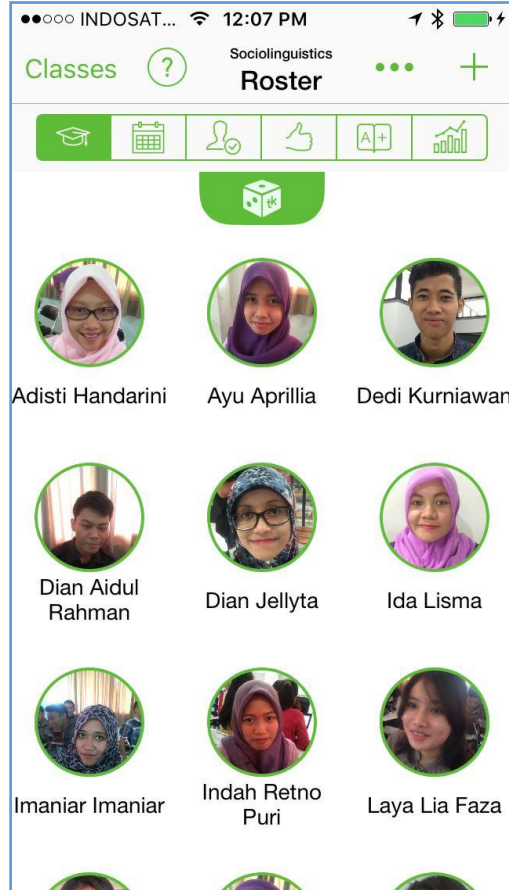 INDOSAT... 12:07 PM
Sociolinguistics
Classes ? Roster ••• +
A+
tk
Adisti Handarini Ayu Aprillia Dedi Kurniawan
Dian Aidul
Rahman
Dian Jellyta
Ida Lisma
Imaniar Imaniar
Indah Retno
Puri
Laya Lia Faza